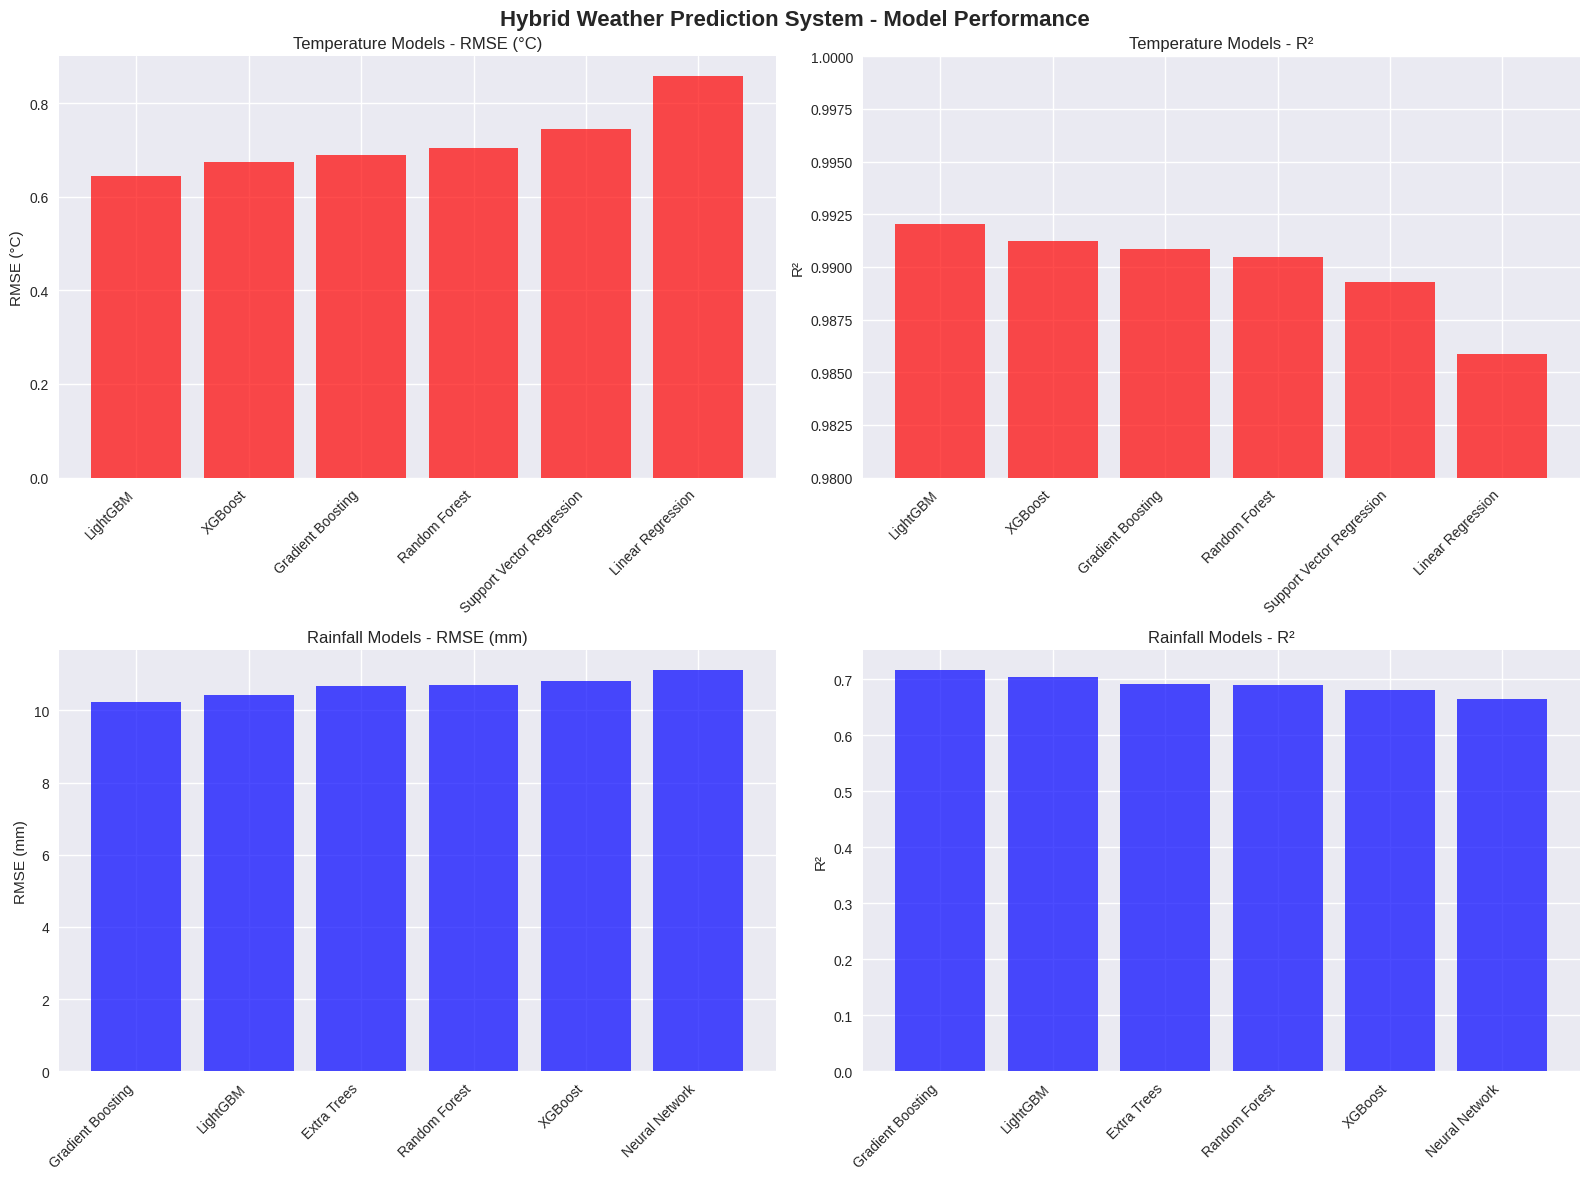 Hybrid Weather Prediction System - Model Performance
Temperature Models - RMSE (°C)
RMSE (°C)
0.8
0.6
0.4
0.2
0.0
LightGBM
XGBoost
Gradient Boosting
Random Forest
Support Vector Regression
Linear Regression
Temperature Models - R²
R²
1.0000
0.9975
0.9950
0.9925
0.9900
0.9875
0.9850
0.9825
0.9800
LightGBM
XGBoost
Gradient Boosting
Random Forest
Support Vector Regression
Linear Regression
Rainfall Models - RMSE (mm)
RMSE (mm)
10
8
6
4
2
0
Gradient Boosting
LightGBM
Extra Trees
Random Forest
XGBoost
Neural Network
Rainfall Models - R²
R²
0.7
0.6
0.5
0.4
0.3
0.2
0.1
0.0
Gradient Boosting
LightGBM
Extra Trees
Random Forest
XGBoost
Neural Network